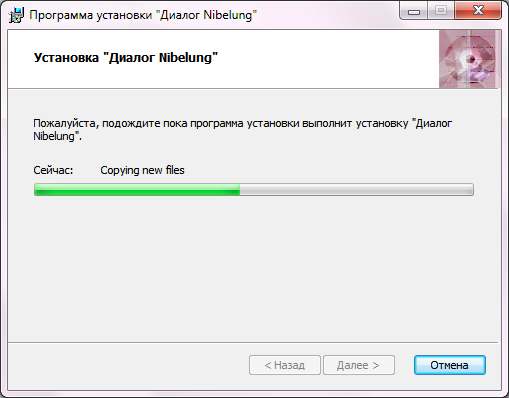 Программа установки "Диалог Nibelung"
Установка "Диалог Nibelung"
Пожалуйста, подождите пока программа установки выполнит установку "Диалог
Nibelung".
Сейчас: Copying new files
< Назад Далее > Отмена